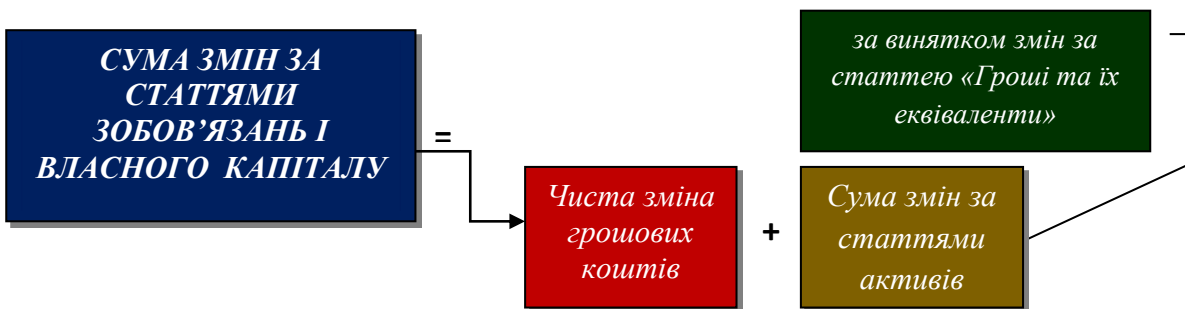 СУМА ЗМІН ЗА
СТАТТЯМИ
ЗОБОВ’ЯЗАНЬ І
ВЛАСНОГО КАПІТАЛУ
=
Чиста зміна
грошових
коштів
+
Сума змін за
статтями
активів
за винятком змін за
статтею «Гроші та їх
еквіваленти»